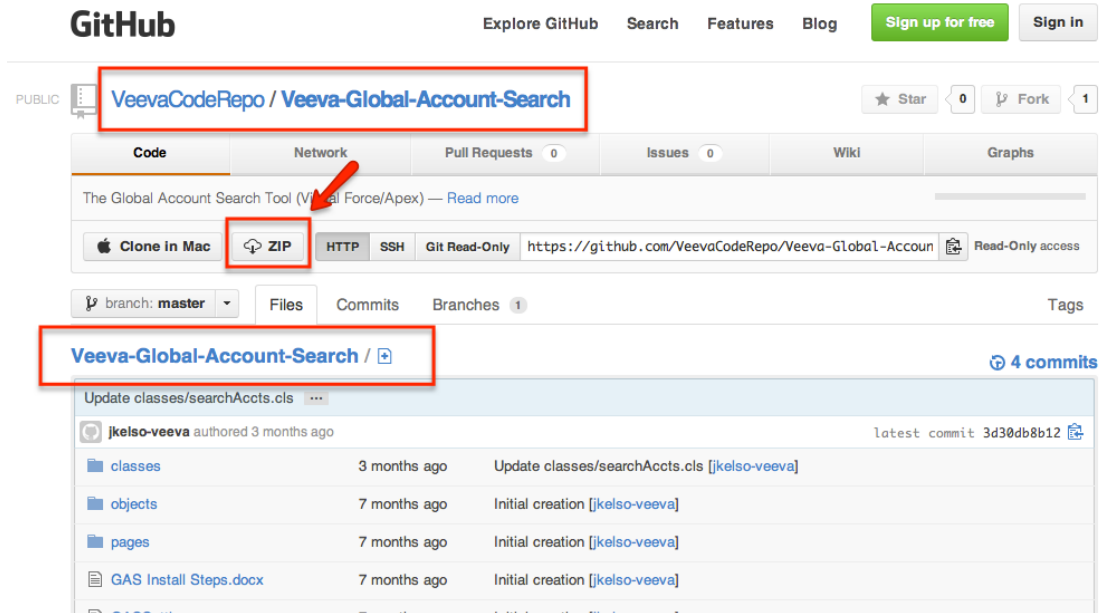 GitHub Explore GitHub Search Features Blog Sign up for free Sign in
PUBLIC VeevaCodeRepo / Veeva-Global-Account-Search Star 0 Fork 1
Code Network Pull Requests 0 Issues 0 Wiki Graphs
The Global Account Search Tool (Vi al Force/Apex) — Read more
Clone in Mac ZIP HTTP SSH Git Read-Only https://github.com/VeevaCodeRepo/Veeva-Global-Accoun Read-Only access
branch: master Files Commits Branches 1 Tags
Veeva-Global-Account-Search /
4 commits
Update classes/searchAccts.cls ...
jkelso-veeva authored 3 months ago latest commit 3d30db8b12
classes 3 months ago Update classes/searchAccts.cls [jkelso-veeva]
objects 7 months ago Initial creation [jkelso-veeva]
pages 7 months ago Initial creation [jkelso-veeva]
GAS Install Steps.docx 7 months ago Initial creation [jkelso-veeva]